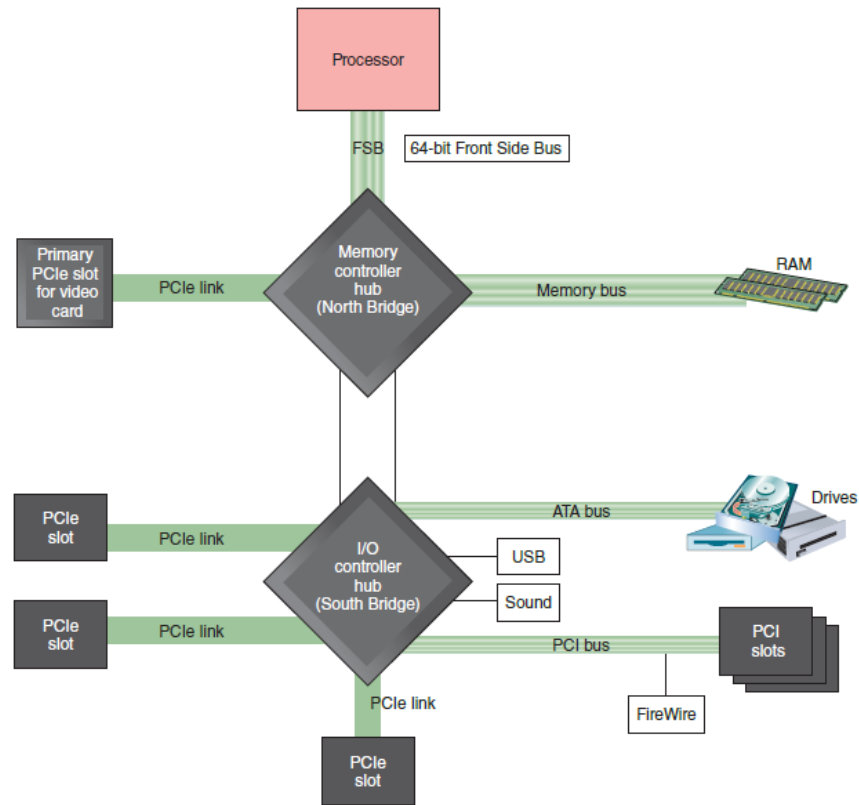 Processor
FSB
64-bit Front Side Bus
Primary
PCIe slot
for video
card
PCIe link
Memory
controller
hub
(North Bridge)
Memory bus
RAM
PCIe
slot
PCIe link
I/O
controller
hub
(South Bridge)
ATA bus
Drives
USB
Sound
PCIe
slot
PCIe link
PCI bus
PCI
slots
FireWire
PCIe link
PCIe
slot